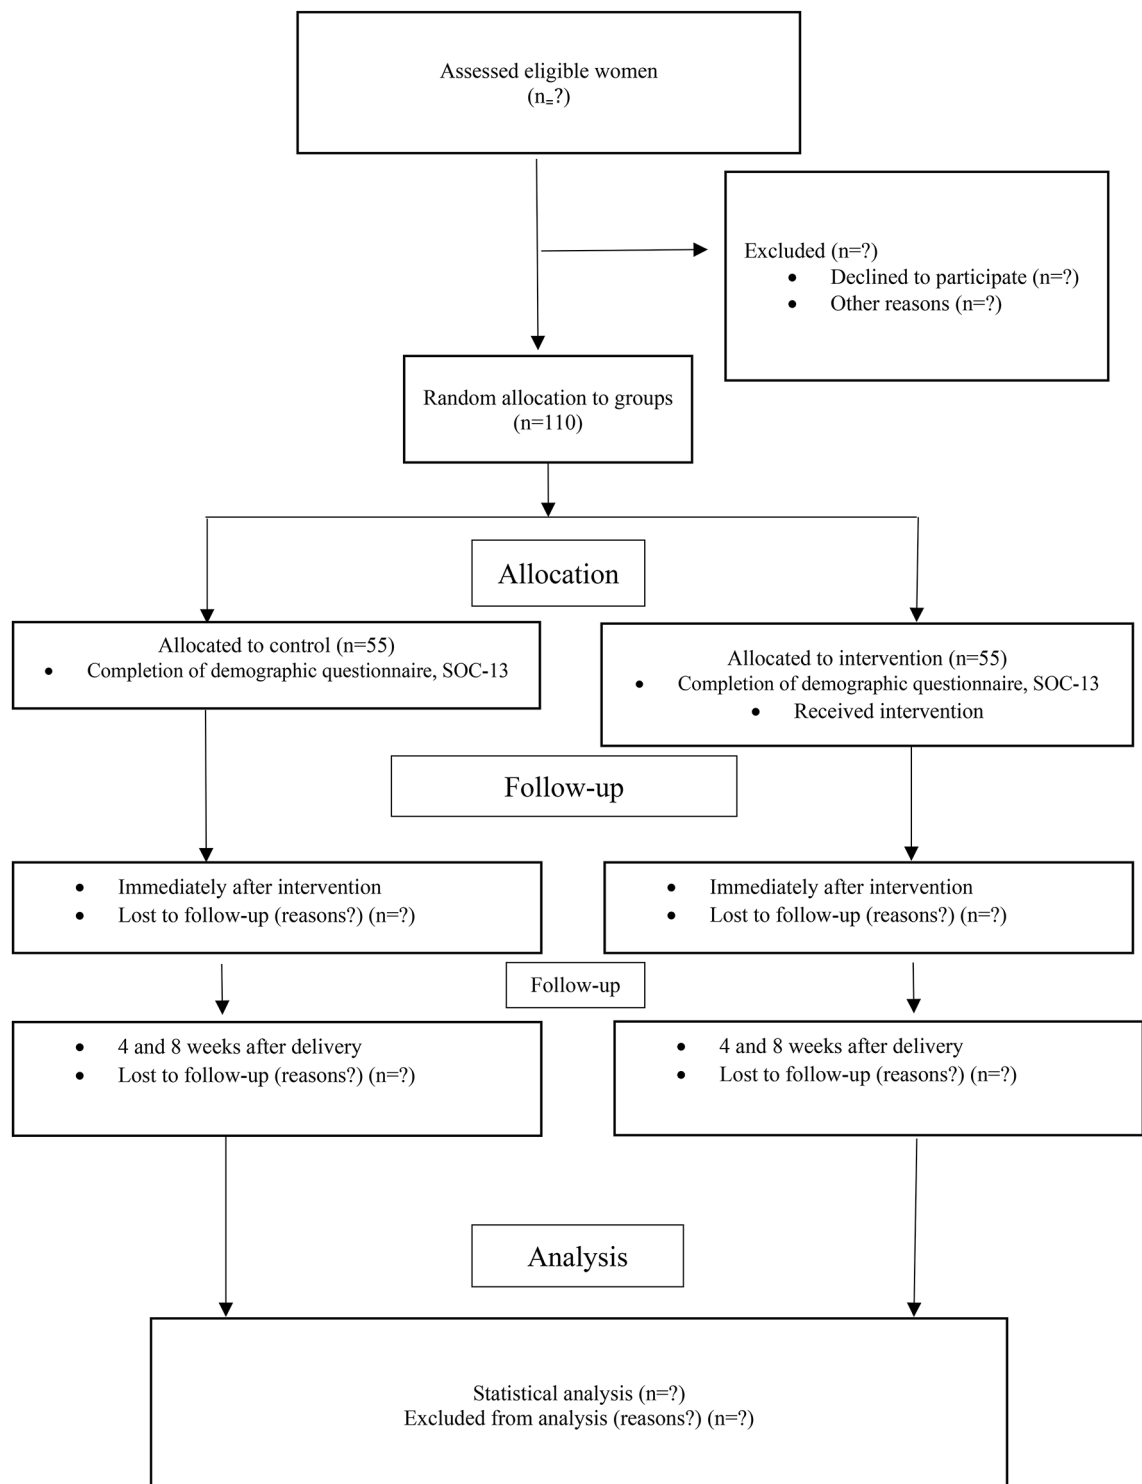 Assessed eligible women
(n=?)
Excluded (n=?)
• Declined to participate (n=?)
• Other reasons (n=?)
Random allocation to groups
(n=110)
Allocation
Allocated to control (n=55)
• Completion of demographic questionnaire, SOC-13
Allocated to intervention (n=55)
• Completion of demographic questionnaire, SOC-13
• Received intervention
Follow-up
• Immediately after intervention
• Lost to follow-up (reasons?) (n=?)
• Immediately after intervention
• Lost to follow-up (reasons?) (n=?)
Follow-up
• 4 and 8 weeks after delivery
• Lost to follow-up (reasons?) (n=?)
• 4 and 8 weeks after delivery
• Lost to follow-up (reasons?) (n=?)
Analysis
Statistical analysis (n=?)
Excluded from analysis (reasons?) (n=?)